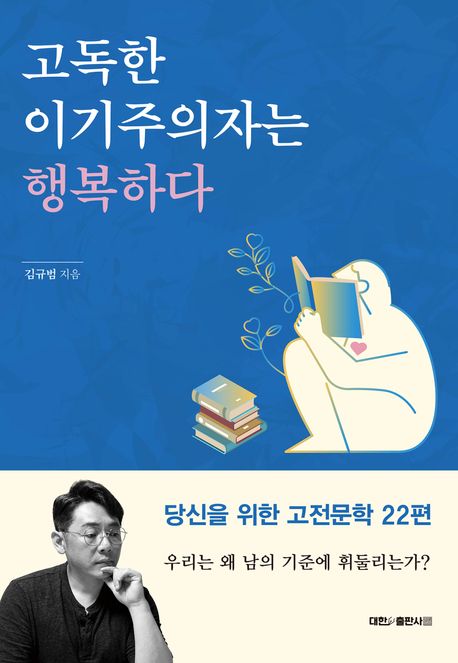 고독한
이기주의자는
행복하다
김규범 지음
당신을 위한 고전문학 22편
우리는 왜 남의 기준에 휘둘리는가?
대한출판사